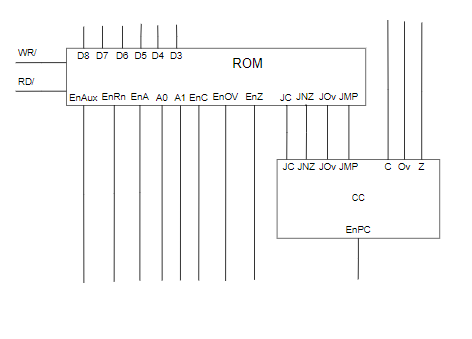 D8 D7 D6 D5 D4 D3
WR/
ROM
RD/
EnAux EnRn EnA A0 A1 EnC EnOV EnZ JC JNZ JOv JMP
JC JNZ JOv JMP C Ov Z
CC
EnPC